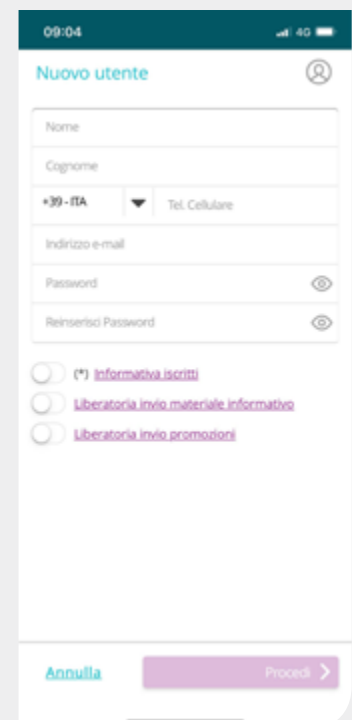 09:04 4G
Nuovo utente
Nome
Cognome
+39 - ITA Tel. Cellulare
Indirizzo e-mail
Password
Reinserisci Password
(*) Informativa iscritti
Liberatoria invio materiale informativo
Liberatoria invio promozioni
Annulla Procedi